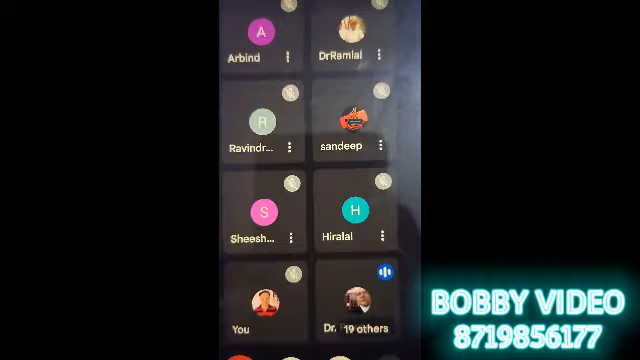 A
Arbind
DrRamlal
R
Ravindr...
sandeep
S
Sheesh...
H
Hiralal
You
Dr.
19 others
BOBBY VIDEO
8719856177